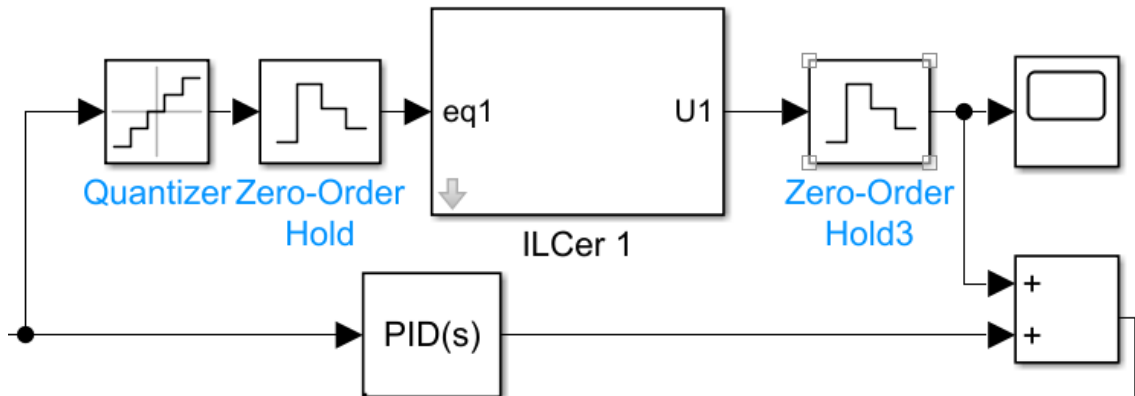 eq1
U1
Quantizer
Zero-Order
Hold
ILCer 1
Zero-Order
Hold3
PID(s)
+
+